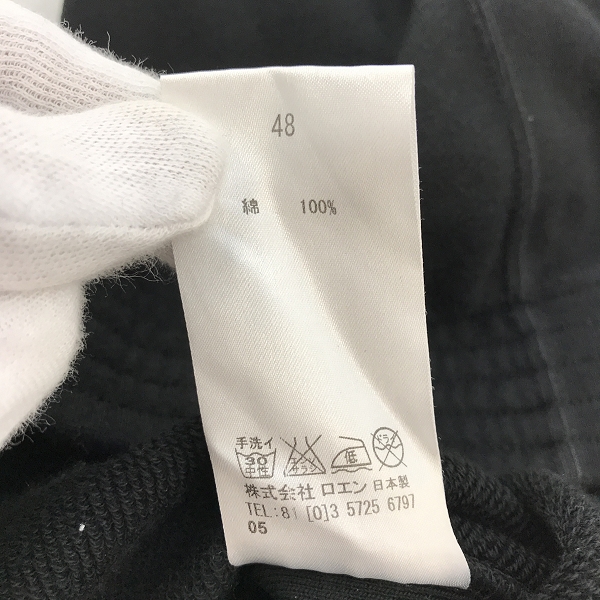 48
綿 100%
手洗イ
30 中性 エンソ サラシ 低 ドライ
株式会社 ロエン 日本製
TEL:81 [0]3 5725 6797
05